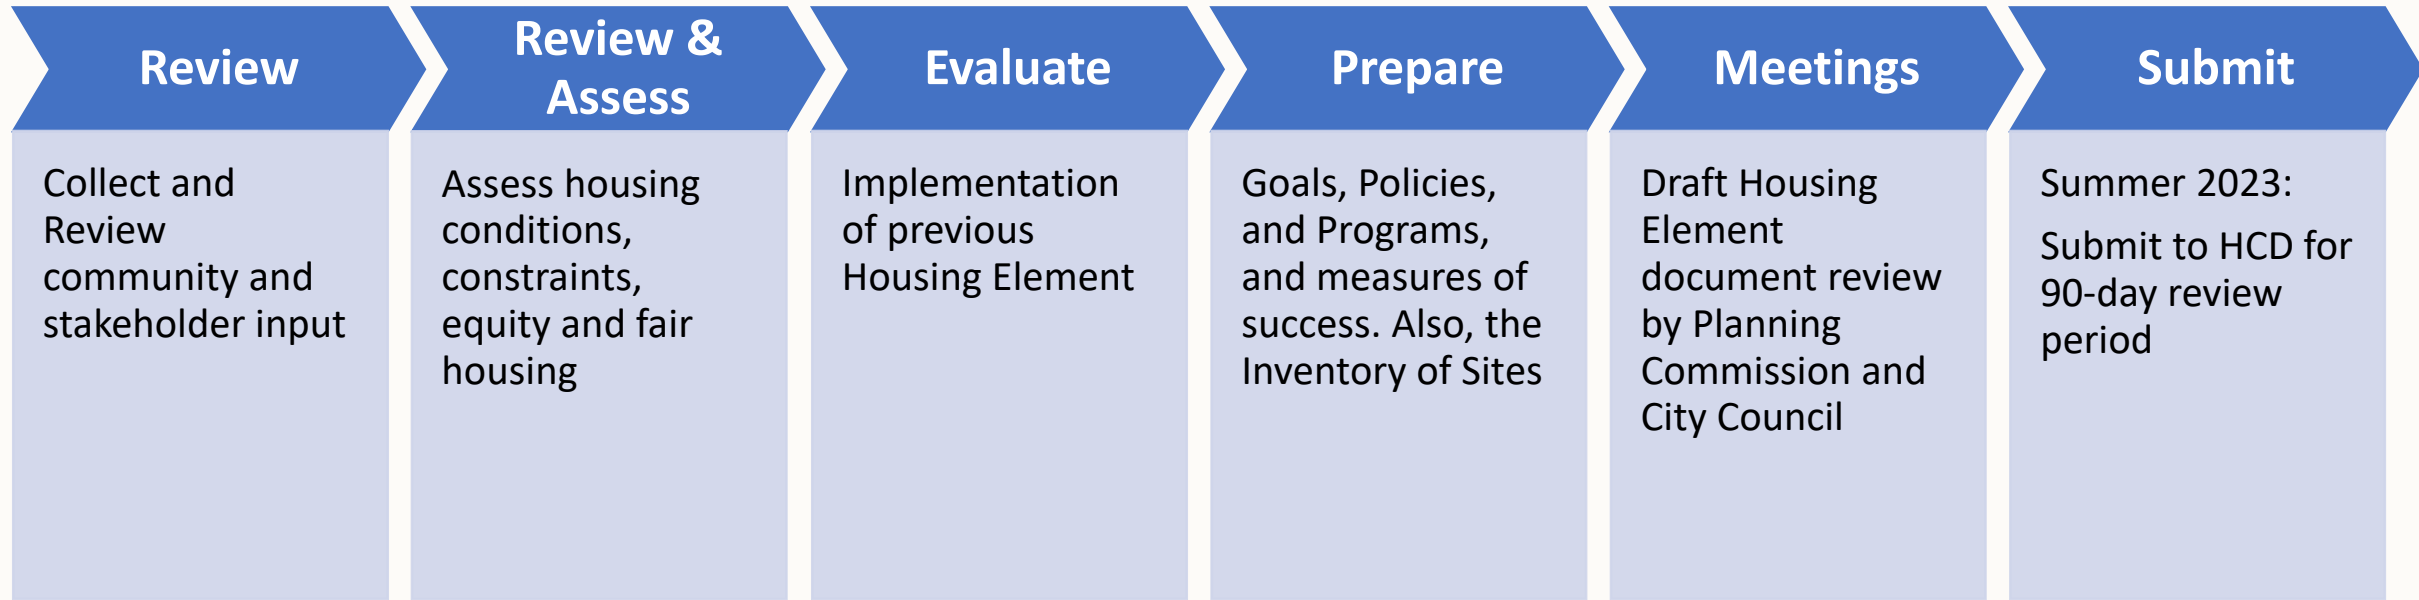 Review
Collect and
Review
community and
stakeholder input
Review &
Assess
Assess housing
conditions,
constraints,
equity and fair
housing
Evaluate
Implementation
of previous
Housing Element
Prepare
Goals, Policies,
and Programs,
and measures of
success. Also, the
Inventory of Sites
Meetings
Draft Housing
Element
document review
by Planning
Commission and
City Council
Submit
Summer 2023:
Submit to HCD for
90-day review
period